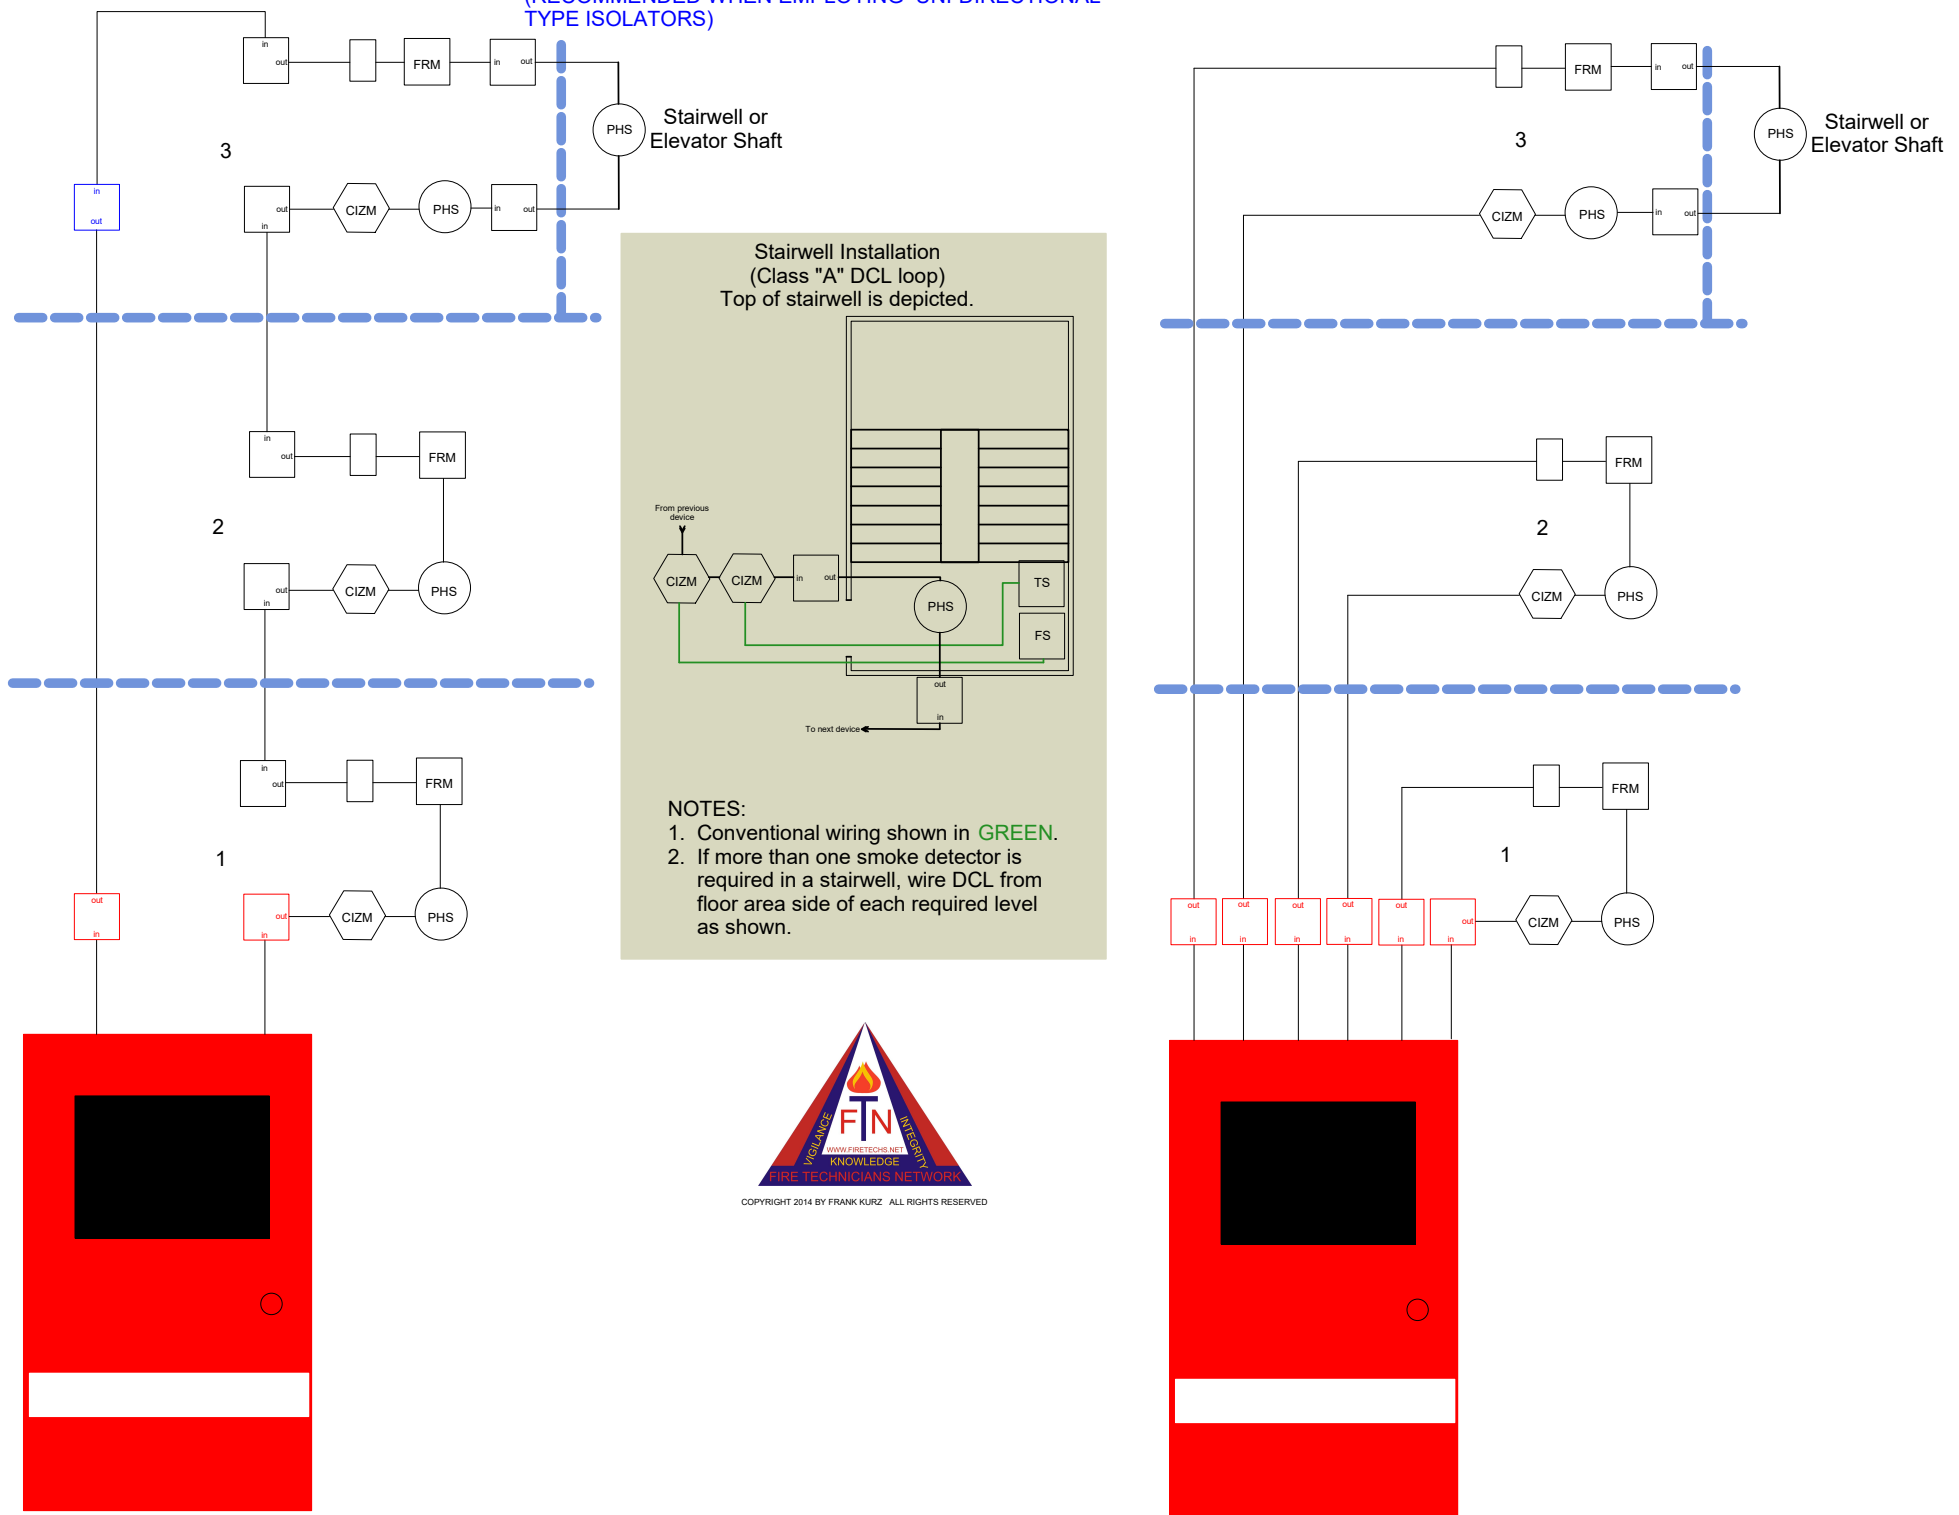 (RECOMMENDED WHEN EMPLOYING UNI-DIRECTIONAL
TYPE ISOLATORS)
in
out
FRM
in
out
PHS
Stairwell or
Elevator Shaft
3
in
out
out
in
CIZM
PHS
in
out
in
out
FRM
2
out
in
CIZM
PHS
in
out
FRM
1
out
in
out
in
CIZM
PHS
Stairwell Installation
(Class "A" DCL loop)
Top of stairwell is depicted.
From previous
device
CIZM
CIZM
in
out
PHS
TS
FS
out
in
To next device
NOTES:
1. Conventional wiring shown in GREEN.
2. If more than one smoke detector is
required in a stairwell, wire DCL from
floor area side of each required level
as shown.
FTN
VIGILANCE
INTEGRITY
WWW.FIRETECHS.NET
KNOWLEDGE
FIRE TECHNICIANS NETWORK
COPYRIGHT 2014 BY FRANK KURZ ALL RIGHTS RESERVED
FRM
in
out
PHS
Stairwell or
Elevator Shaft
3
CIZM
PHS
in
out
FRM
2
CIZM
PHS
FRM
1
out
in
out
in
out
in
out
in
out
in
out
in
CIZM
PHS